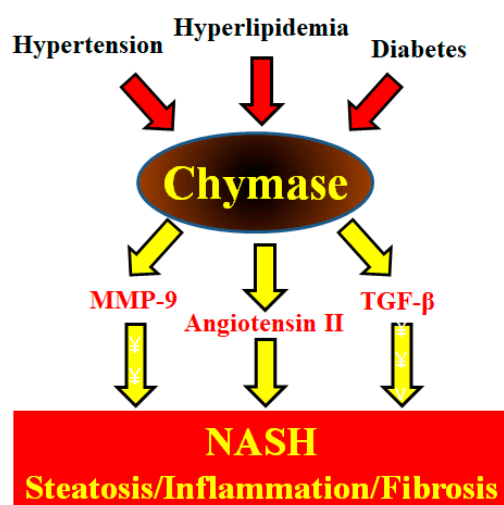 Hypertension
Hyperlipidemia
Diabetes
Chymase
MMP-9
Angiotensin II
TGF-β
¥
¥
¥
¥
V
NASH
Steatosis/Inflammation/Fibrosis